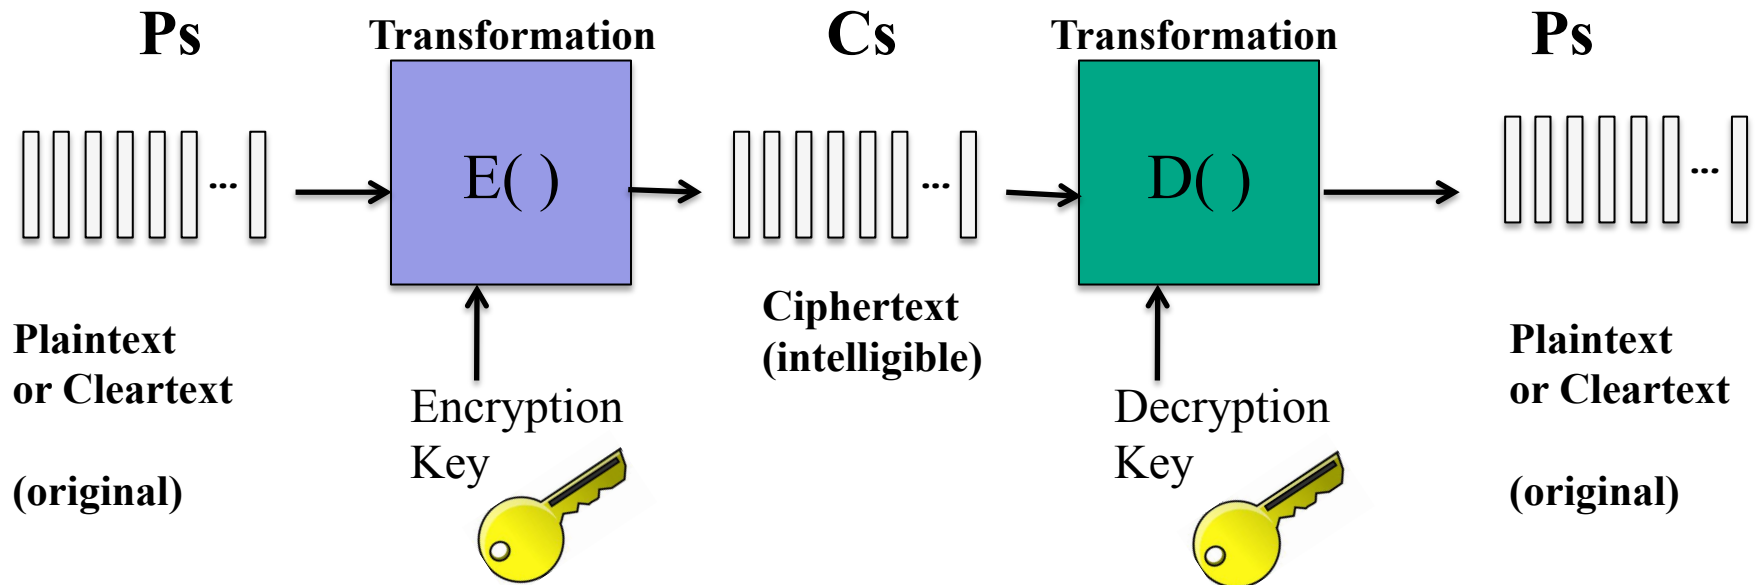 Ps
Transformation
Cs
Transformation
Ps
E( )
D( )
...
...
...
Plaintext
or Cleartext
(original)
Encryption
Key
Ciphertext
(intelligible)
Decryption
Key
Plaintext
or Cleartext
(original)